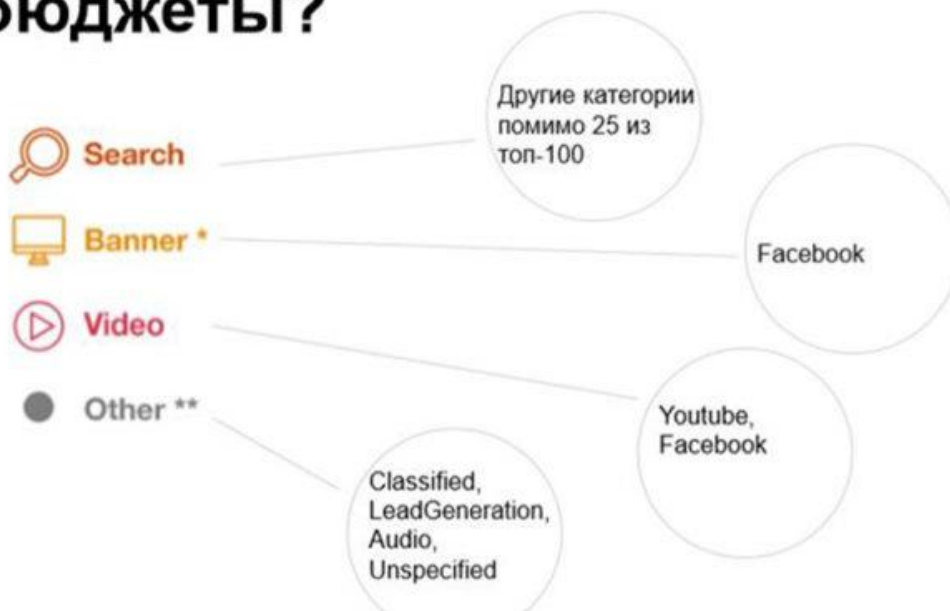 бюджеты?
Search
Другие категории
помимо 25 из
топ-100
Banner *
Facebook
Video
Youtube,
Facebook
Other **
Classified,
LeadGeneration,
Audio,
Unspecified